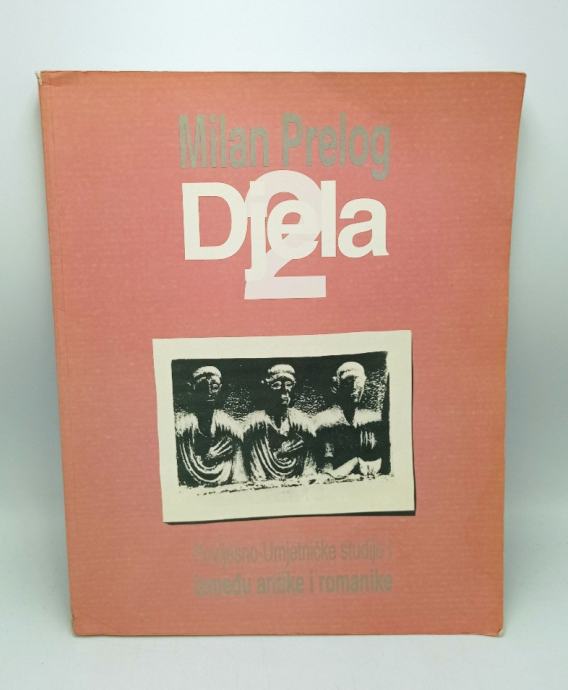 Milan Prelog
Djela
2
Povijesno-Umjetničke studije I
Između antike i romanike